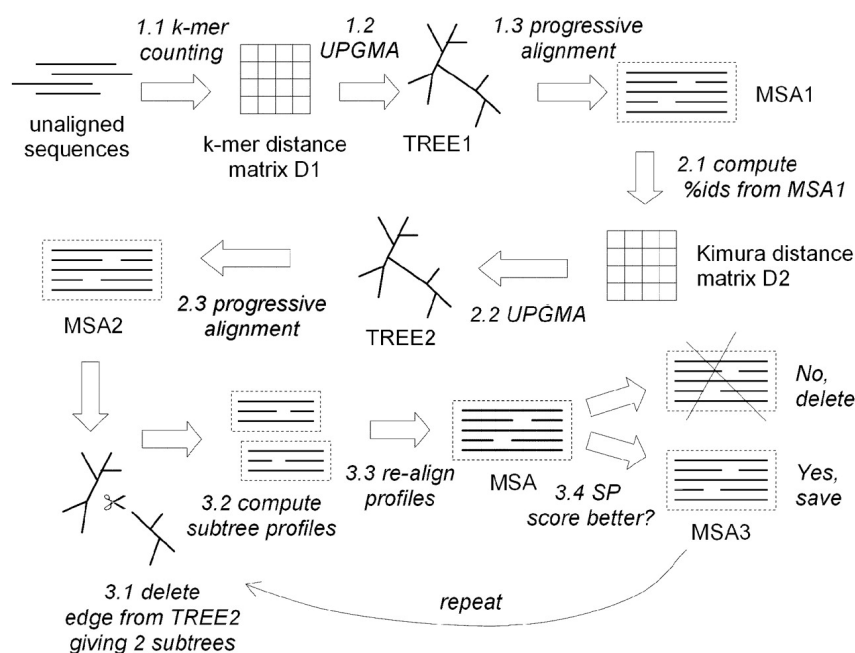 1.1 k-mer
counting
1.2
UPGMA
1.3 progressive
alignment
unaligned
sequences
k-mer distance
matrix D1
TREE1
MSA1
2.1 compute
%ids from MSA1
Kimura distance
matrix D2
2.2 UPGMA
TREE2
2.3 progressive
alignment
MSA2
3.1 delete
edge from TREE2
giving 2 subtrees
3.2 compute
subtree profiles
3.3 re-align
profiles
MSA
3.4 SP
score better?
No,
delete
Yes,
save
MSA3
repeat